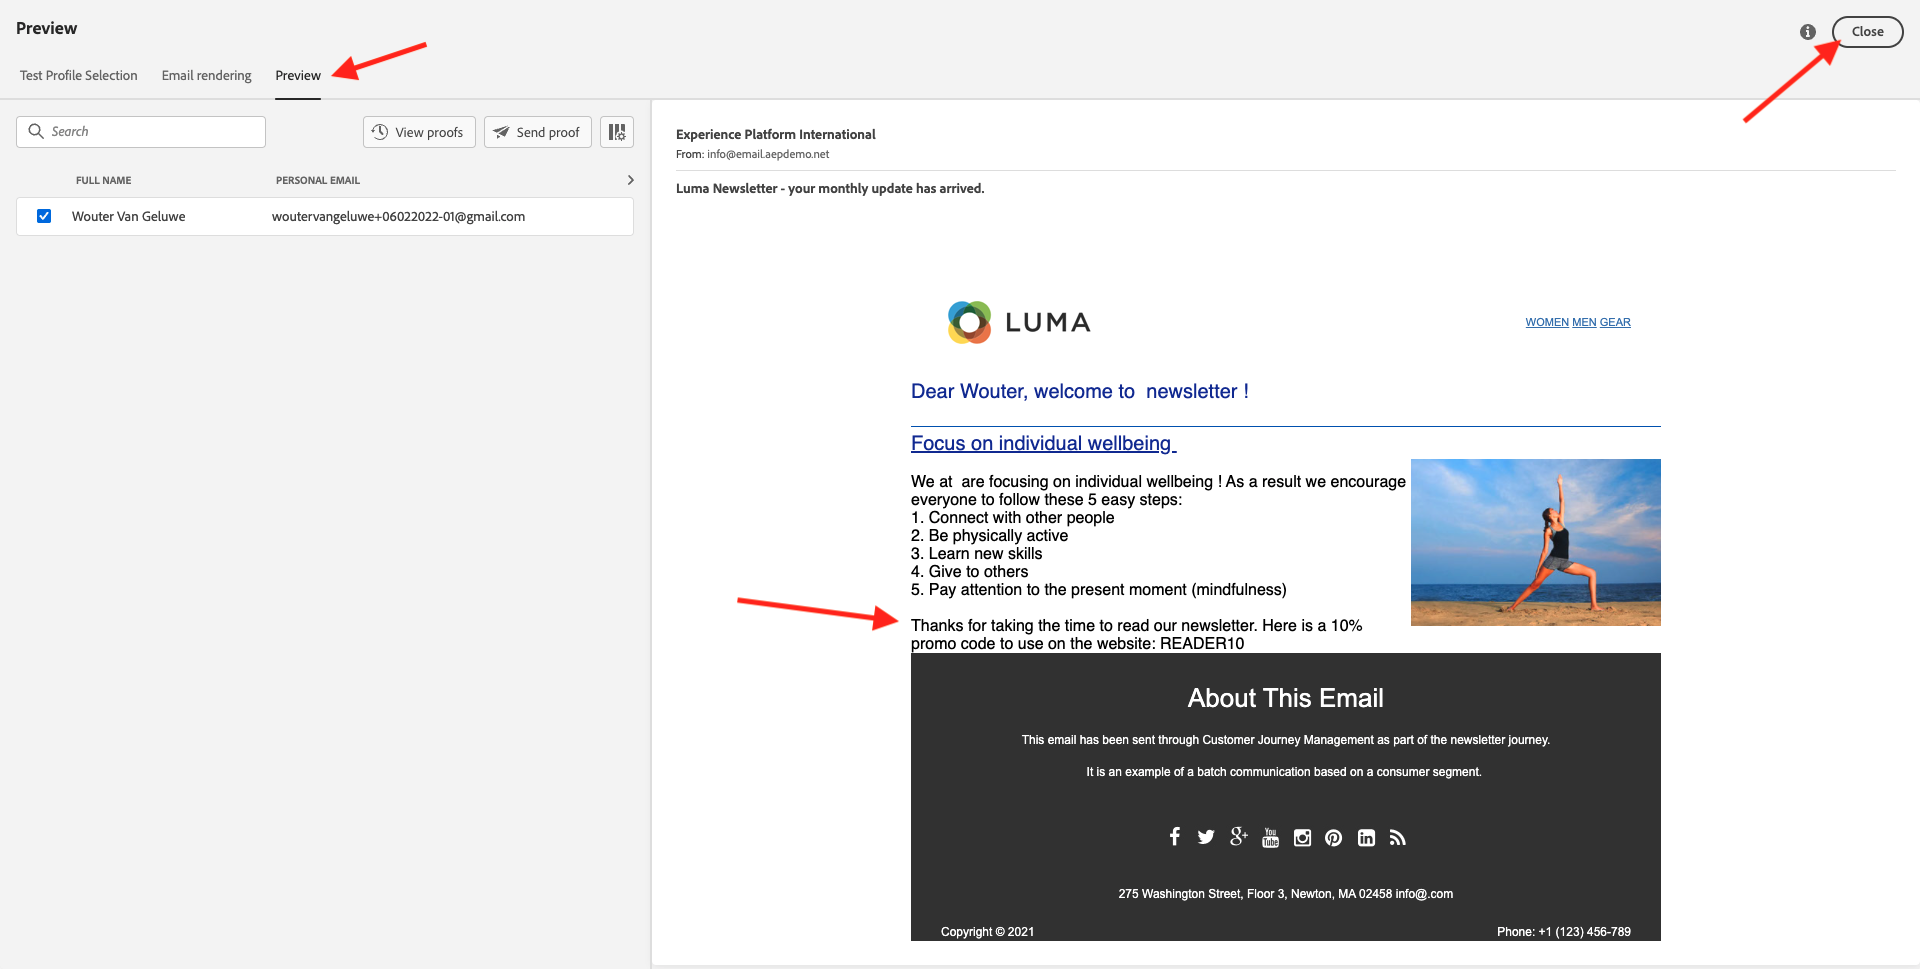 Preview
Close
Test Profile Selection
Email rendering
Preview
Search
View proofs
Send proof
FULL NAME
PERSONAL EMAIL
Wouter Van Geluwe
woutervangeluwe+06022022-01@gmail.com
Experience Platform International
From: info@email.aepdemo.net
Luma Newsletter - your monthly update has arrived.
LUMA
WOMEN MEN GEAR
Dear Wouter, welcome to  newsletter !
Focus on individual wellbeing
We at  are focusing on individual wellbeing ! As a result we encourage
everyone to follow these 5 easy steps:
1. Connect with other people
2. Be physically active
3. Learn new skills
4. Give to others
5. Pay attention to the present moment (mindfulness)
Thanks for taking the time to read our newsletter. Here is a 10%
promo code to use on the website: READER10
About This Email
This email has been sent through Customer Journey Management as part of the newsletter journey.
It is an example of a batch communication based on a consumer segment.
You
Tube
275 Washington Street, Floor 3, Newton, MA 02458 info@.com
Copyright © 2021
Phone: +1 (123) 456-789